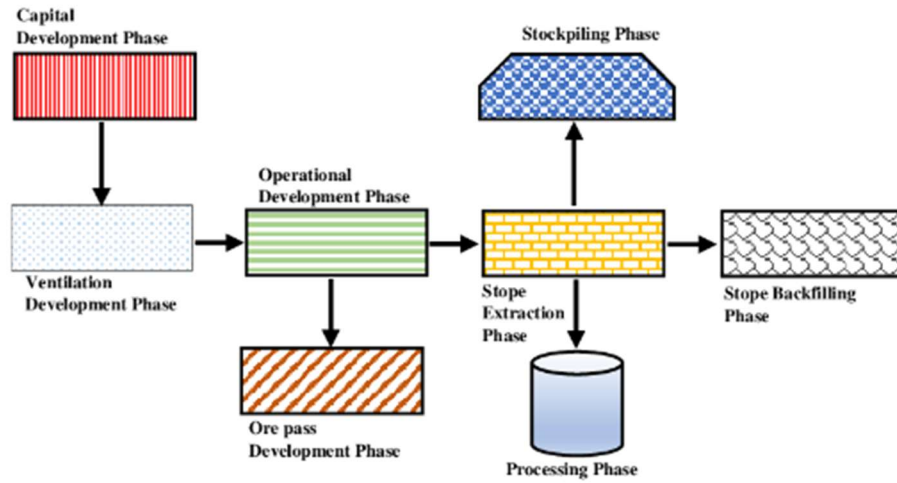 Capital
Development Phase
Stockpiling Phase
Operational
Development Phase
Ventilation
Development Phase
Stope
Extraction
Phase
Stope Backfilling
Phase
Ore pass
Development Phase
Processing Phase